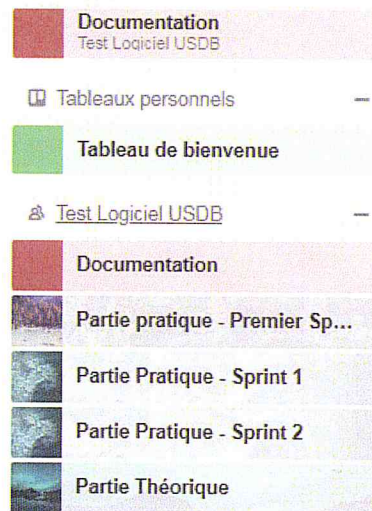 Documentation
Test Logiciel USDB
Tableaux personnels
Tableau de bienvenue
Test Logiciel USDB
Documentation
Partie pratique - Premier Sp...
Partie Pratique - Sprint 1
Partie Pratique - Sprint 2
Partie Théorique